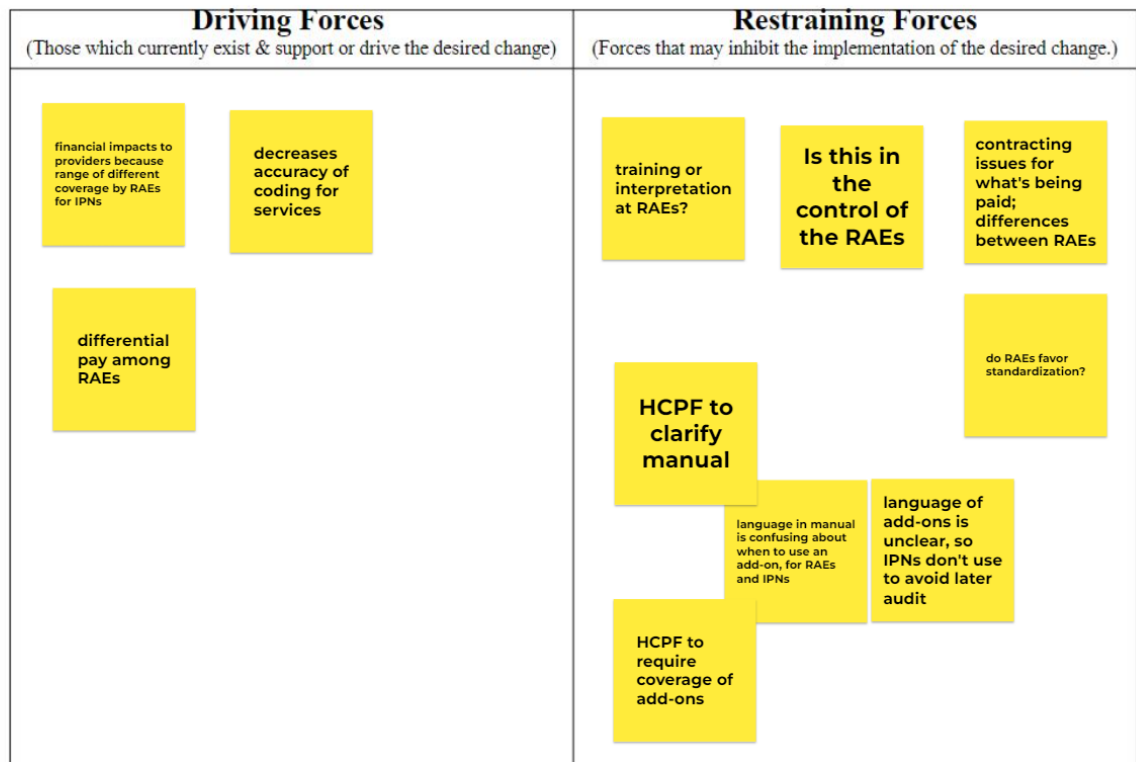 Driving Forces
(Those which currently exist & support or drive the desired change)
financial impacts to
providers because
range of different
coverage by RAEs
for IPNs
decreases
accuracy of
coding for
services
differential
pay among
RAEs
Restraining Forces
(Forces that may inhibit the implementation of the desired change.)
training or
interpretation
at RAEs?
Is this in
the
control of
the RAEs
contracting
issues for
what's being
paid;
differences
between RAEs
do RAEs favor
standardization?
HCPF to
clarify
manual
language in manual
is confusing about
when to use an
add-on, for RAEs
and IPNs
language of
add-ons is
unclear, so
IPNs don't use
to avoid later
audit
HCPF to
require
coverage of
add-ons